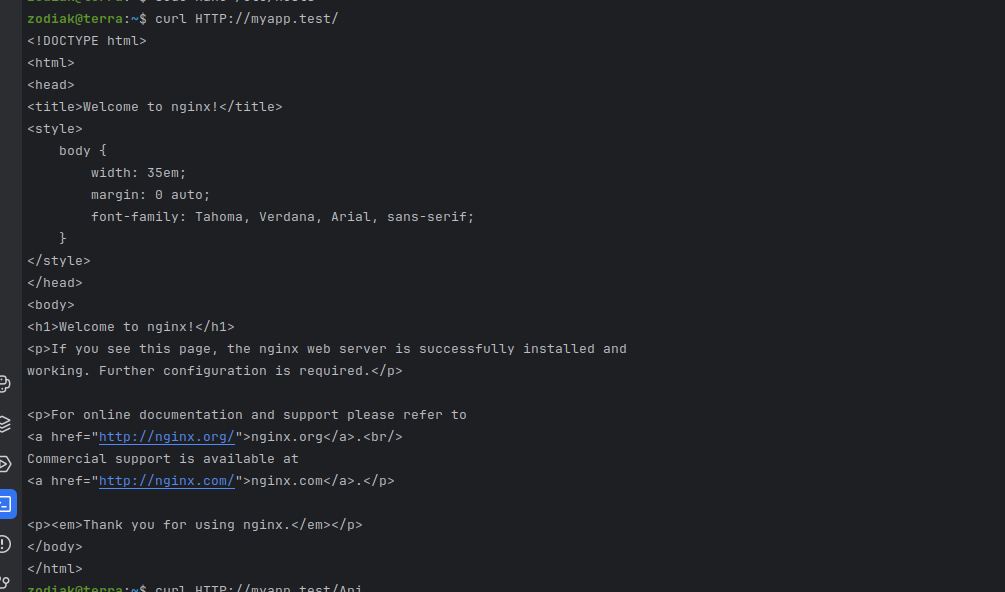 zodiak@terra:~$ curl HTTP://myapp.test/
<!DOCTYPE html>
<html>
<head>
<title>Welcome to nginx!</title>
<style>
    body {
        width: 35em;
        margin: 0 auto;
        font-family: Tahoma, Verdana, Arial, sans-serif;
    }
</style>
</head>
<body>
<h1>Welcome to nginx!</h1>
<p>If you see this page, the nginx web server is successfully installed and
working. Further configuration is required.</p>

<p>For online documentation and support please refer to
<a href="http://nginx.org/">nginx.org</a>.<br/>
Commercial support is available at
<a href="http://nginx.com/">nginx.com</a>.</p>

<p><em>Thank you for using nginx.</em></p>
</body>
</html>
zodiak@terra:~$ curl HTTP://myapp.test/Api